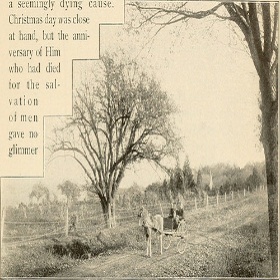 a seemingly dying cause.
Christmas day was close
at hand, but the anni-
versary of Him
who had died
for the sal-
vation
of men
gave no
glimmer